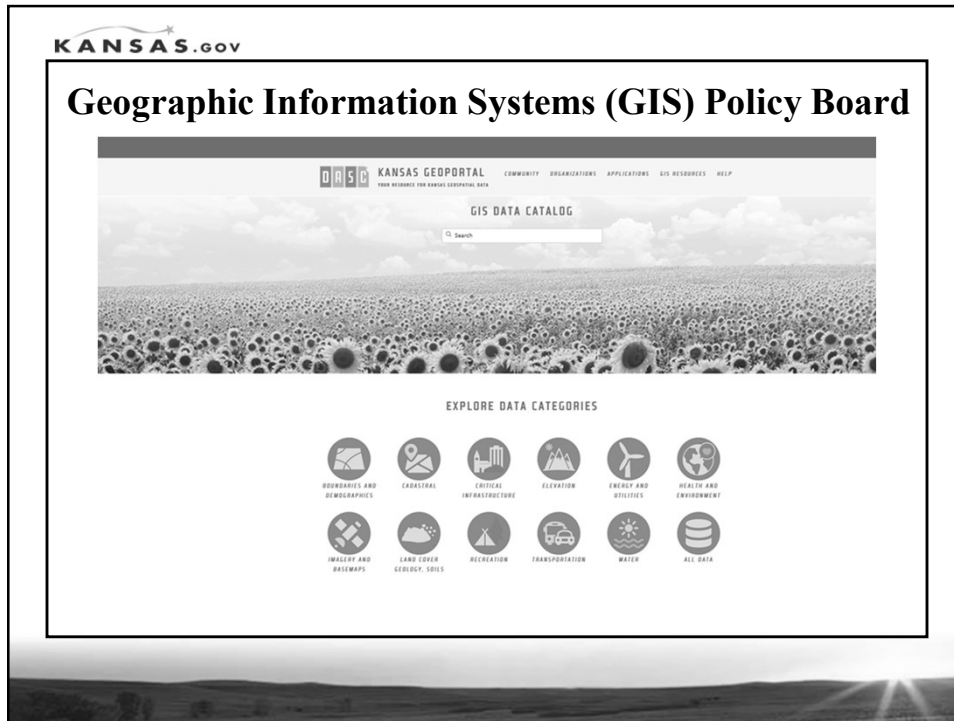 KANSAS.GOV
Geographic Information Systems (GIS) Policy Board
DASC KANSAS GEOPORTAL COMMUNITY ORGANIZATIONS APPLICATIONS GIS RESOURCES HELP
YOUR RESOURCE FOR KANSAS GEOSPATIAL DATA
GIS DATA CATALOG
Search
EXPLORE DATA CATEGORIES
BOUNDARIES AND DEMOGRAPHICS
CADASTRAL
CRITICAL INFRASTRUCTURE
ELEVATION
ENERGY AND UTILITIES
HEALTH AND ENVIRONMENT
IMAGERY AND BASEMAPS
LAND COVER GEOLOGY, SOILS
RECREATION
TRANSPORTATION
WATER
ALL DATA